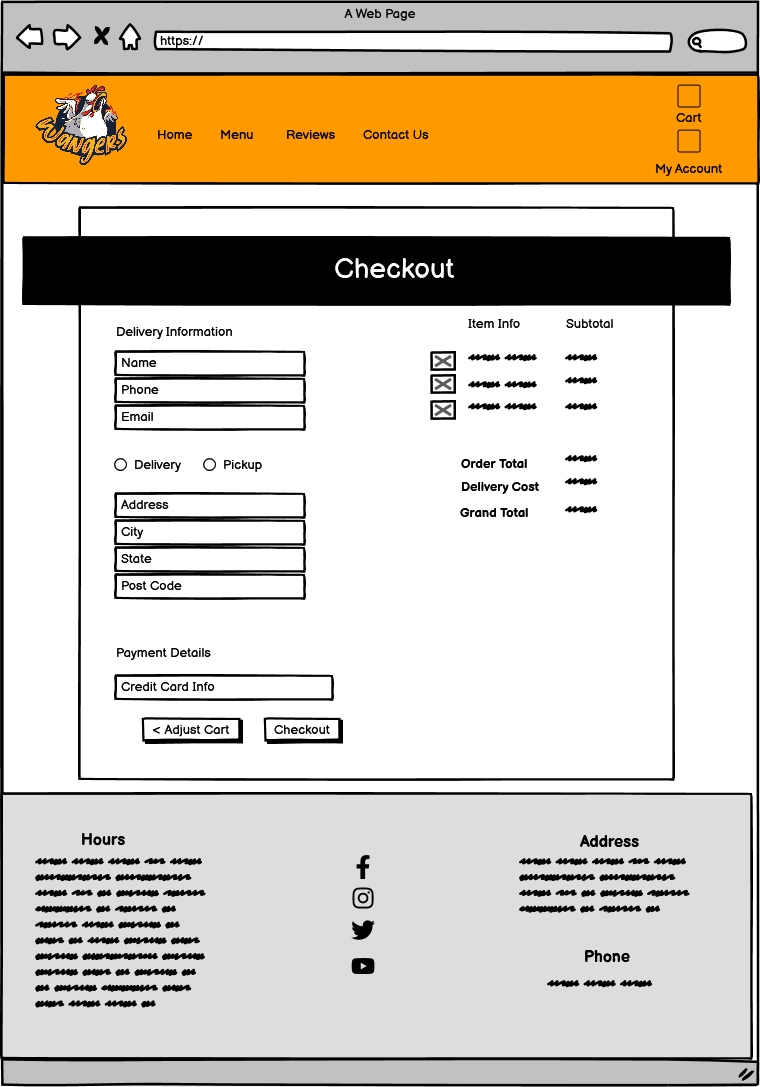 A Web Page
https://
Wangers
Home Menu Reviews Contact Us
Cart
My Account
Checkout
Delivery Information
Name
Phone
Email
Delivery Pickup
Address
City
State
Post Code
Payment Details
Credit Card Info
< Adjust Cart Checkout
Item Info Subtotal
Order Total
Delivery Cost
Grand Total
Hours
Address
Phone